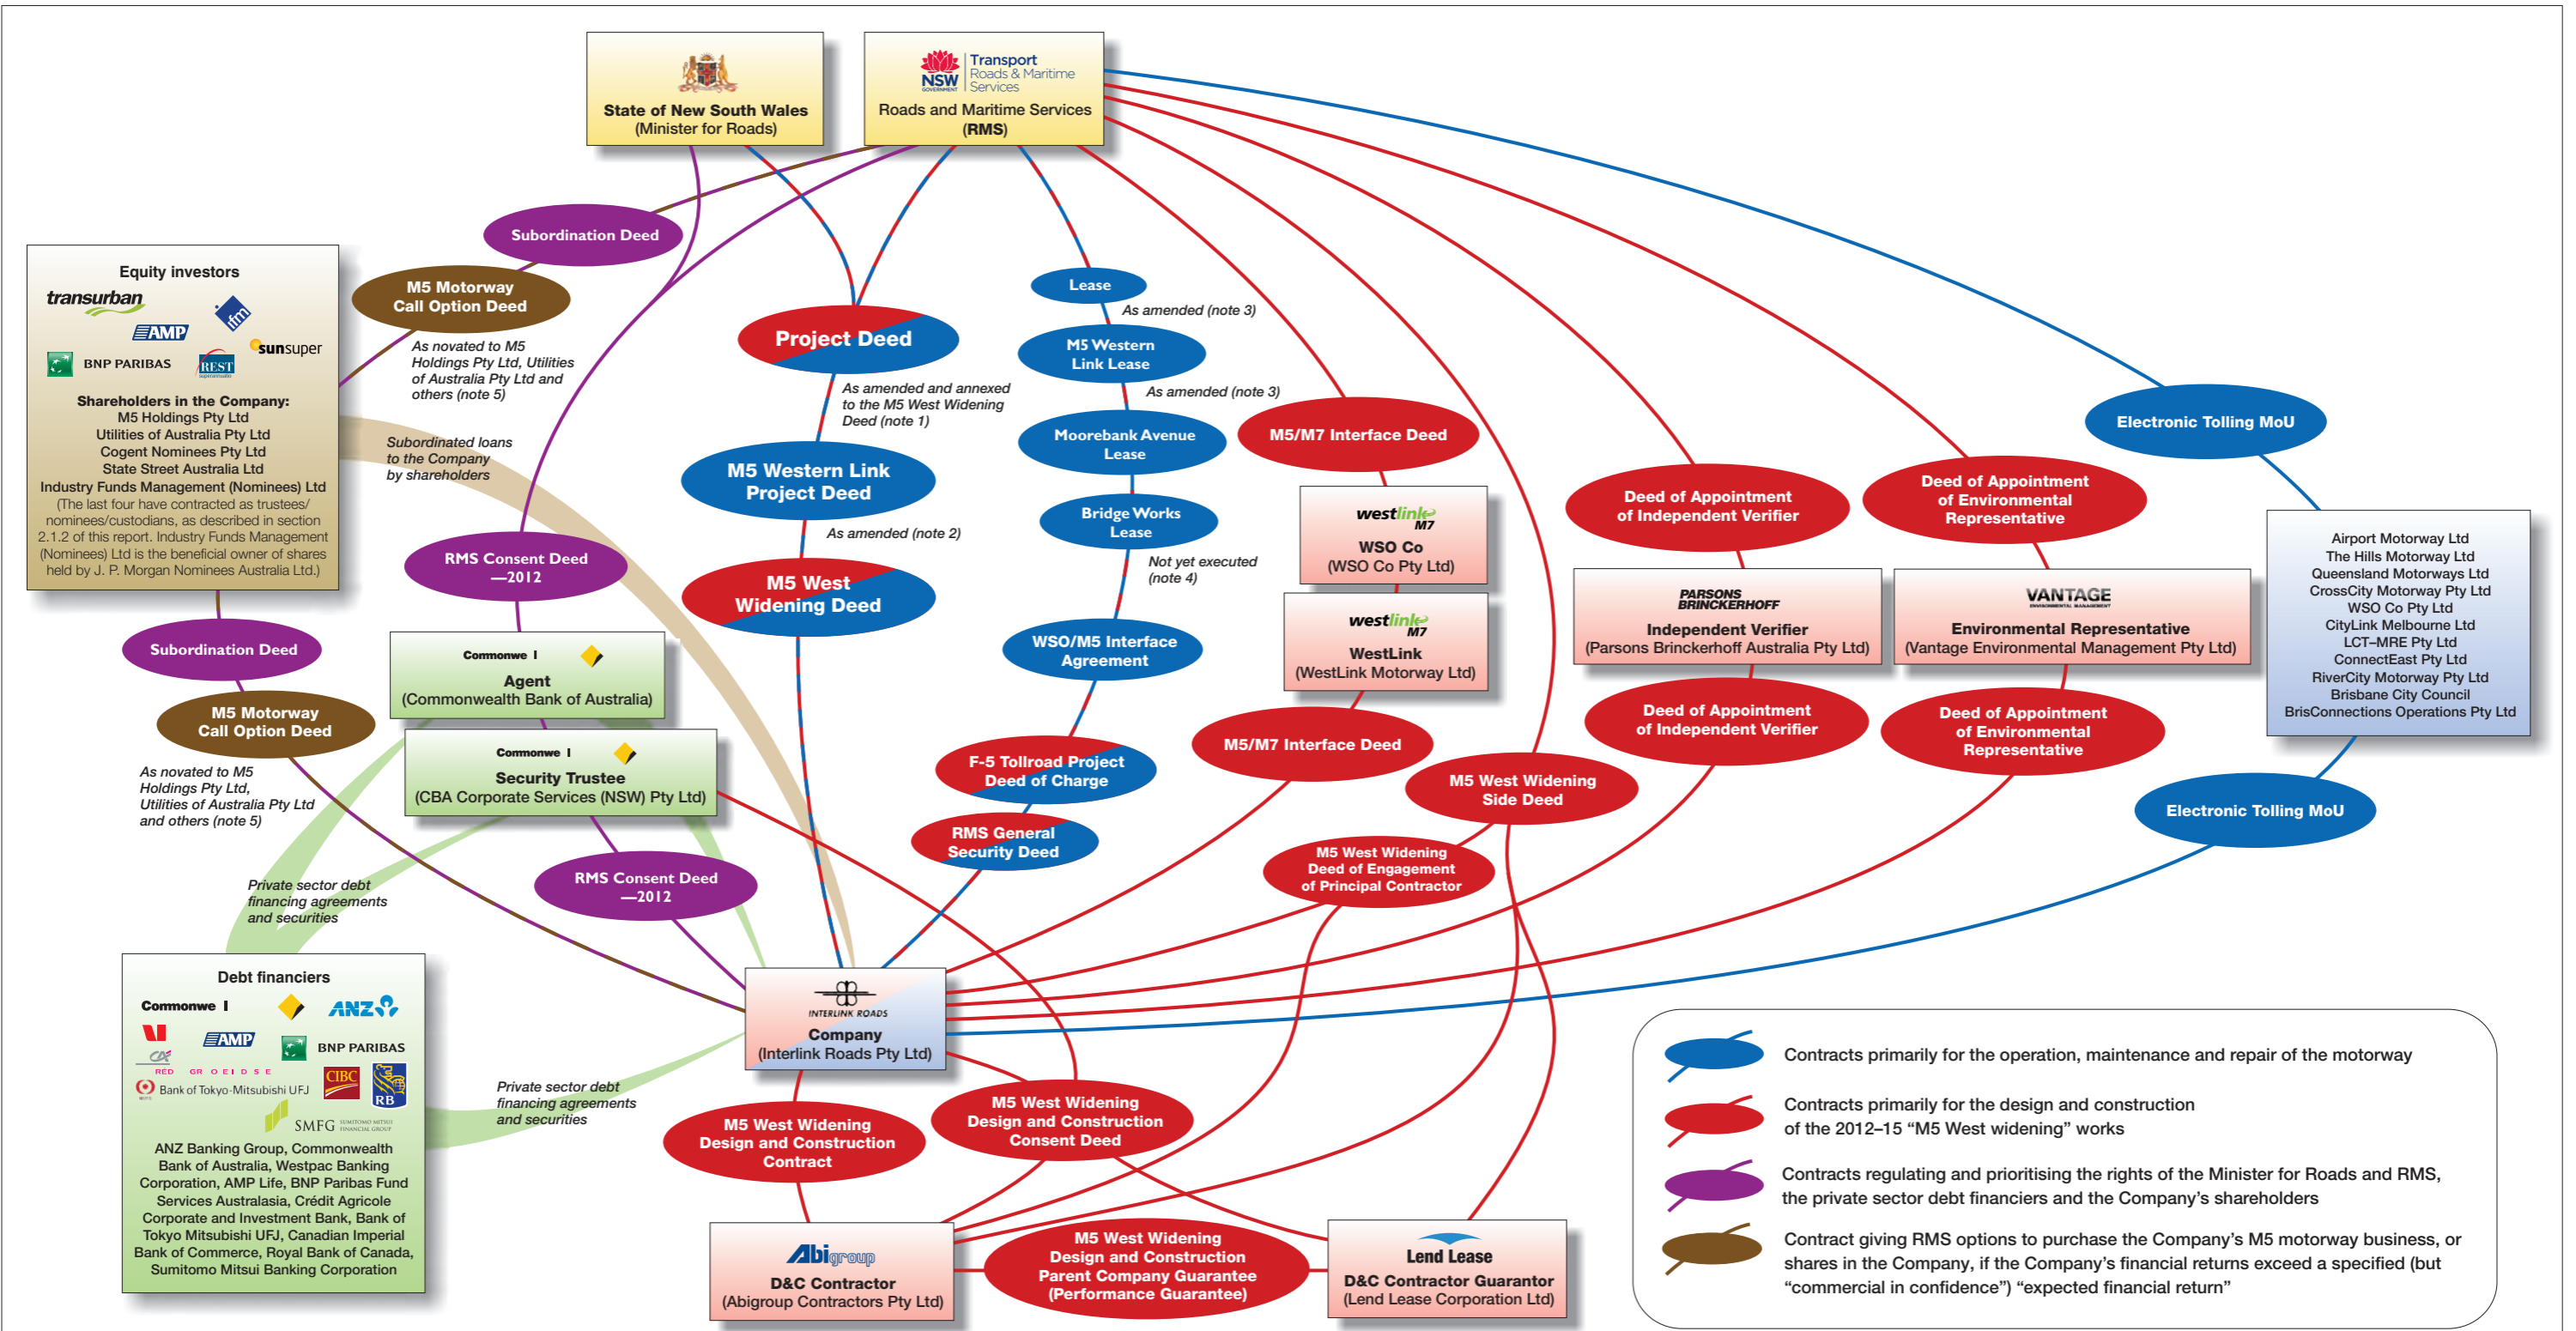 State of New South Wales
(Minister for Roads)
NSW
GOVERNMENT
Transport
Roads & Maritime
Services
Roads and Maritime Services
(RMS)
Subordination Deed
M5 Motorway
Call Option Deed
As novated to M5
Holdings Pty Ltd, Utilities
of Australia Pty Ltd and
others (note 5)
Equity investors
transurban
ifm
AMP
sunsuper
BNP PARIBAS
REST
Shareholders in the Company:
M5 Holdings Pty Ltd
Utilities of Australia Pty Ltd
Cogent Nominees Pty Ltd
State Street Australia Ltd
Industry Funds Management (Nominees) Ltd
(The last four have contracted as trustees/
nominees/custodians, as described in section
2.1.2 of this report. Industry Funds Management
(Nominees) Ltd is the beneficial owner of shares
held by J. P. Morgan Nominees Australia Ltd.)
Subordinated loans
to the Company
by shareholders
Project Deed
As amended and annexed
to the M5 West Widening
Deed (note 1)
M5 Western Link
Project Deed
As amended (note 2)
M5 West
Widening Deed
Lease
As amended (note 3)
M5 Western
Link Lease
As amended (note 3)
Moorebank Avenue
Lease
Bridge Works
Lease
Not yet executed
(note 4)
WSO/M5 Interface
Agreement
F-5 Tollroad Project
Deed of Charge
RMS General
Security Deed
M5/M7 Interface Deed
westlink
M7
WSO Co
(WSO Co Pty Ltd)
westlink
M7
WestLink
(WestLink Motorway Ltd)
M5/M7 Interface Deed
M5 West Widening
Side Deed
M5 West Widening
Deed of Engagement
of Principal Contractor
Deed of Appointment
of Independent Verifier
PARSONS
BRINCKERHOFF
Independent Verifier
(Parsons Brinckerhoff Australia Pty Ltd)
Deed of Appointment
of Independent Verifier
Deed of Appointment
of Environmental
Representative
VANTAGE
ENVIRONMENTAL MANAGEMENT
Environmental Representative
(Vantage Environmental Management Pty Ltd)
Deed of Appointment
of Environmental
Representative
Electronic Tolling MoU
Airport Motorway Ltd
The Hills Motorway Ltd
Queensland Motorways Ltd
CrossCity Motorway Pty Ltd
WSO Co Pty Ltd
CityLink Melbourne Ltd
LCT–MRE Pty Ltd
ConnectEast Pty Ltd
RiverCity Motorway Pty Ltd
Brisbane City Council
BrisConnections Operations Pty Ltd
Electronic Tolling MoU
RMS Consent Deed
—2012
Commonwe l
Agent
(Commonwealth Bank of Australia)
Commonwe l
Security Trustee
(CBA Corporate Services (NSW) Pty Ltd)
RMS Consent Deed
—2012
Subordination Deed
M5 Motorway
Call Option Deed
As novated to M5
Holdings Pty Ltd,
Utilities of Australia Pty Ltd
and others (note 5)
Private sector debt
financing agreements
and securities
Debt financiers
Commonwe l
ANZ
AMP
BNP PARIBAS
CA
RÉD GR OEIDSE
Bank of Tokyo-Mitsubishi UFJ
CIBC
RB
SMFG
SUMITOMO MITSUI
FINANCIAL GROUP
ANZ Banking Group, Commonwealth
Bank of Australia, Westpac Banking
Corporation, AMP Life, BNP Paribas Fund
Services Australasia, Crédit Agricole
Corporate and Investment Bank, Bank of
Tokyo Mitsubishi UFJ, Canadian Imperial
Bank of Commerce, Royal Bank of Canada,
Sumitomo Mitsui Banking Corporation
Private sector debt
financing agreements
and securities
INTERLINK ROADS
Company
(Interlink Roads Pty Ltd)
M5 West Widening
Design and Construction
Contract
M5 West Widening
Design and Construction
Consent Deed
Abigroup
D&C Contractor
(Abigroup Contractors Pty Ltd)
M5 West Widening
Design and Construction
Parent Company Guarantee
(Performance Guarantee)
Lend Lease
D&C Contractor Guarantor
(Lend Lease Corporation Ltd)
Contracts primarily for the operation, maintenance and repair of the motorway
Contracts primarily for the design and construction
of the 2012–15 “M5 West widening” works
Contracts regulating and prioritising the rights of the Minister for Roads and RMS,
the private sector debt financiers and the Company’s shareholders
Contract giving RMS options to purchase the Company’s M5 motorway business, or
shares in the Company, if the Company’s financial returns exceed a specified (but
“commercial in confidence”) “expected financial return”